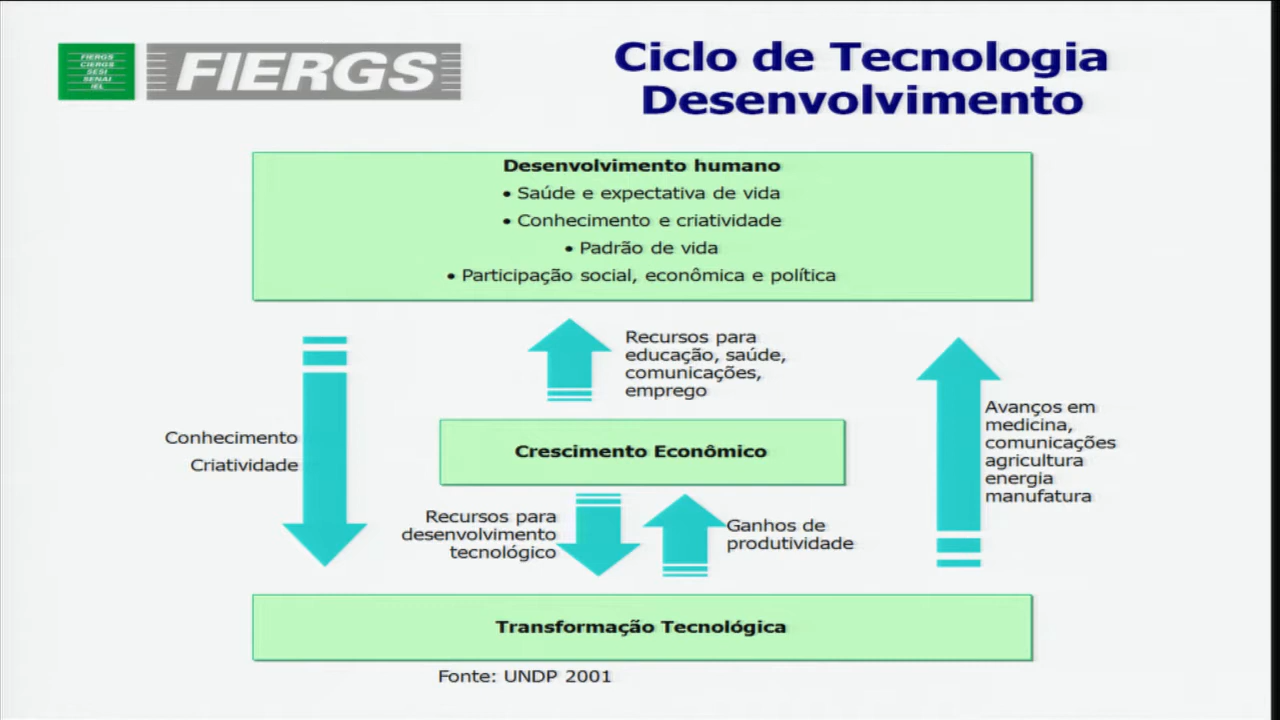 FIERGS
CIERGS
SESI
SENAI
IEL
FIERGS
Ciclo de Tecnologia
Desenvolvimento
Desenvolvimento humano
• Saúde e expectativa de vida
• Conhecimento e criatividade
• Padrão de vida
• Participação social, econômica e política
Recursos para
educação, saúde,
comunicações,
emprego
Avanços em
medicina,
comunicações
agricultura
energia
manufatura
Conhecimento
Criatividade
Crescimento Econômico
Recursos para
desenvolvimento
tecnológico
Ganhos de
produtividade
Transformação Tecnológica
Fonte: UNDP 2001